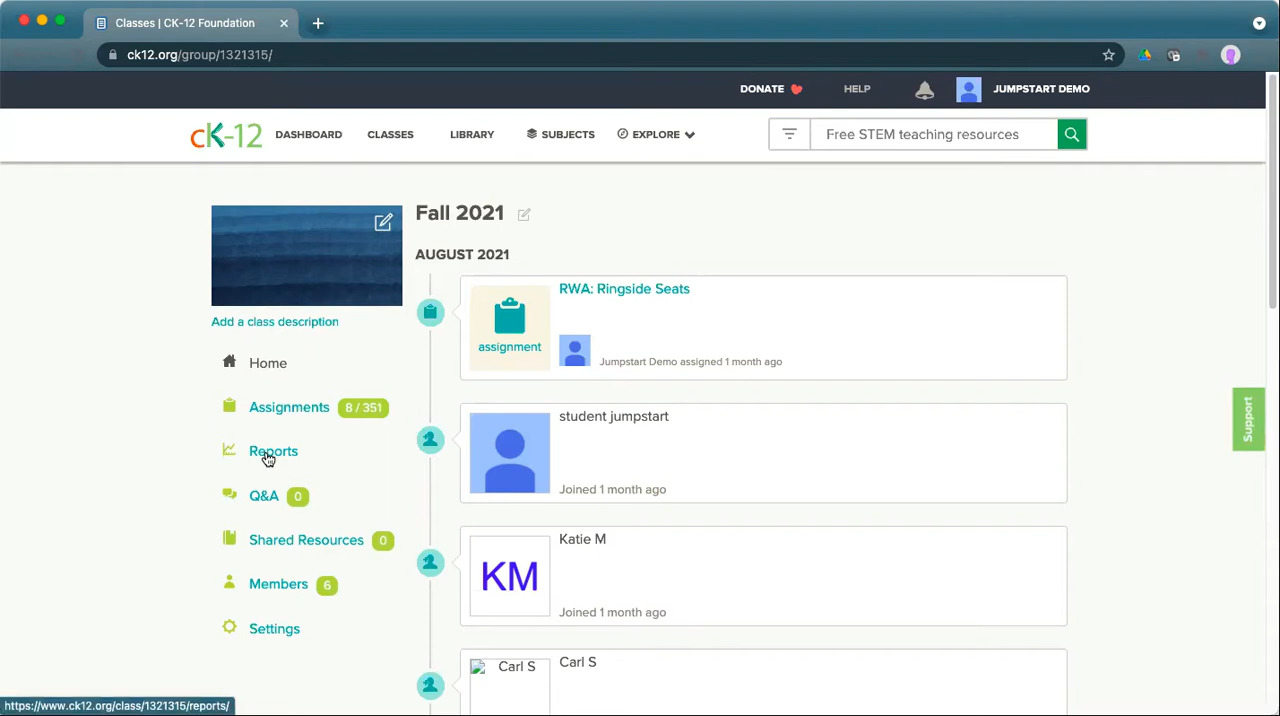 Classes | CK-12 Foundation
ck12.org/group/1321315/
DONATE HELP JUMPSTART DEMO
cK-12 DASHBOARD CLASSES LIBRARY SUBJECTS EXPLORE Free STEM teaching resources
Fall 2021
AUGUST 2021
RWA: Ringside Seats
assignment
Jumpstart Demo assigned 1 month ago
Add a class description
Home
Assignments 8 / 351
Reports
Q&A 0
Shared Resources 0
Members 6
Settings
student jumpstart
Joined 1 month ago
Katie M
KM
Joined 1 month ago
Carl S
Carl S
Support
https://www.ck12.org/class/1321315/reports/